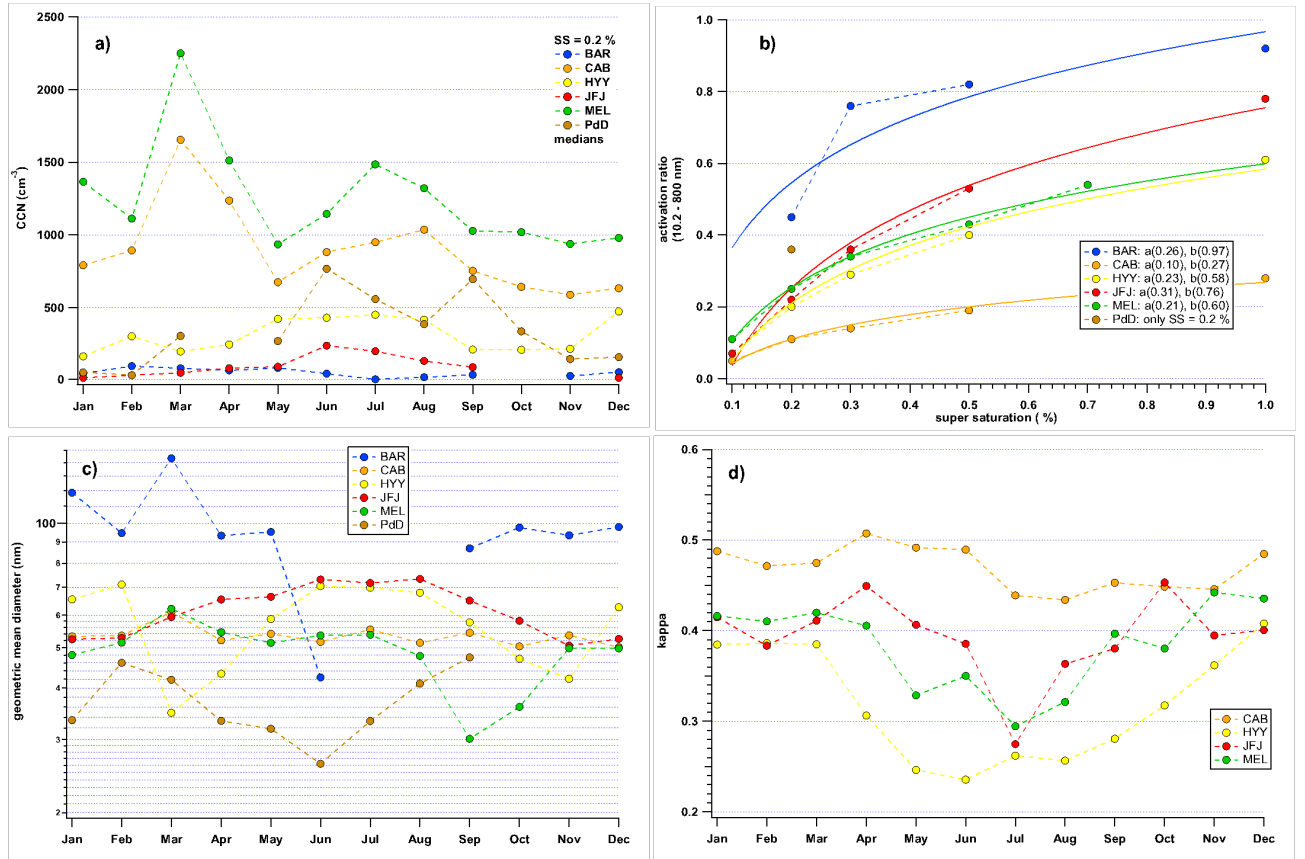 a)
SS = 0.2 %
BAR
CAB
HYY
JFJ
MEL
PdD
medians
2500
2000
1500
1000
500
0
CCN (cm-3)
Jan Feb Mar Apr May Jun Jul Aug Sep Oct Nov Dec
b)
1.0
0.8
0.6
0.4
0.2
0.0
activation ratio
(10.2 - 800 nm)
BAR: a(0.26), b(0.97)
CAB: a(0.10), b(0.27)
HYY: a(0.23), b(0.58)
JFJ: a(0.31), b(0.76)
MEL: a(0.21), b(0.60)
PdD: only SS = 0.2 %
0.1 0.2 0.3 0.4 0.5 0.6 0.7 0.8 0.9 1.0
super saturation ( %)
c)
BAR
CAB
HYY
JFJ
MEL
PdD
100
9
8
7
6
5
4
3
2
geometric mean diameter (nm)
Jan Feb Mar Apr May Jun Jul Aug Sep Oct Nov Dec
d)
0.6
0.5
0.4
0.3
0.2
kappa
CAB
HYY
JFJ
MEL
Jan Feb Mar Apr May Jun Jul Aug Sep Oct Nov Dec